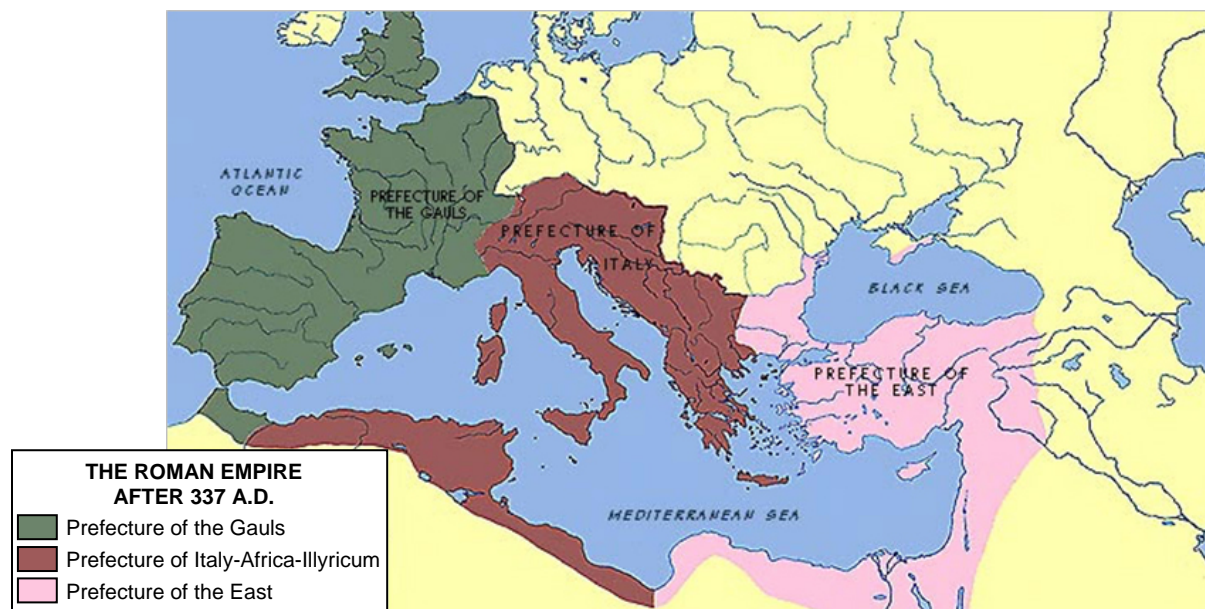 ATLANTIC
OCEAN
PREFECTURE OF
THE GAULS
PREFECTURE OF
ITALY
BLACK SEA
PREFECTURE OF
THE EAST
MEDITERRANEAN SEA
THE ROMAN EMPIRE
AFTER 337 A.D.
Prefecture of the Gauls
Prefecture of Italy-Africa-Illyricum
Prefecture of the East